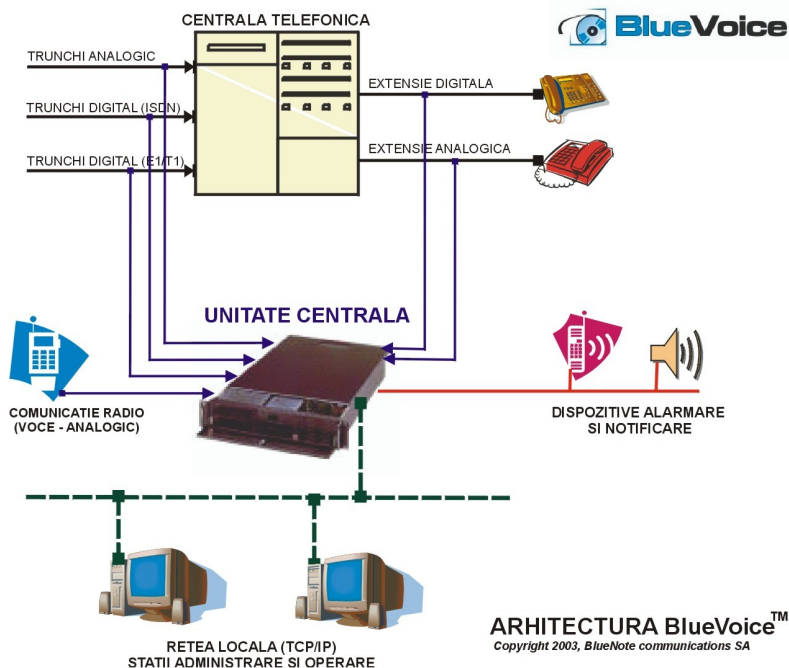 CENTRALA TELEFONICA
BlueVoice
TRUNCHI ANALOGIC
EXTENSIE DIGITALA
TRUNCHI DIGITAL (ISDN)
EXTENSIE ANALOGICA
TRUNCHI DIGITAL (E1/T1)
UNITATE CENTRALA
COMUNICATIE RADIO
(VOCE - ANALOGIC)
DISPOZITIVE ALARMARE
SI NOTIFICARE
RETEA LOCALA (TCP/IP)
STATII ADMINISTRARE SI OPERARE
ARHITECTURA BlueVoice™
Copyright 2003, BlueNote communications SA